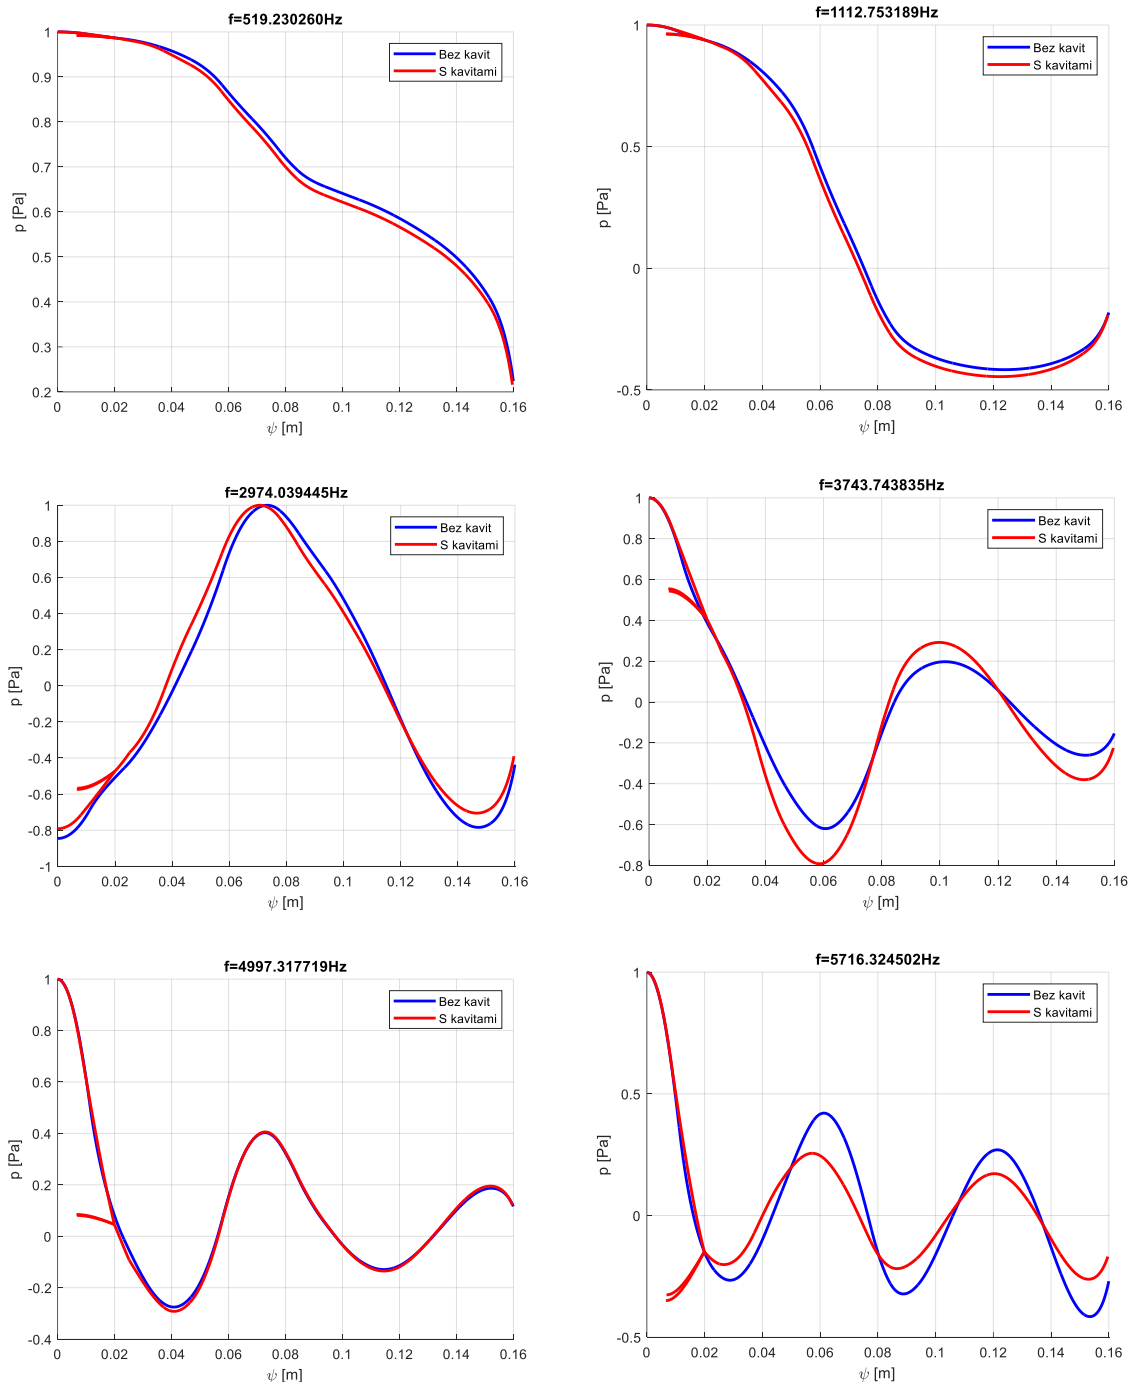 f=519.230260Hz
Bez kavit
S kavitami
1
0.9
0.8
0.7
0.6
0.5
0.4
0.3
0.2
p [Pa]
0 0.02 0.04 0.06 0.08 0.1 0.12 0.14 0.16
ψ [m]
f=1112.753189Hz
Bez kavit
S kavitami
1
0.5
0
-0.5
p [Pa]
0 0.02 0.04 0.06 0.08 0.1 0.12 0.14 0.16
ψ [m]
f=2974.039445Hz
Bez kavit
S kavitami
1
0.8
0.6
0.4
0.2
0
-0.2
-0.4
-0.6
-0.8
-1
p [Pa]
0 0.02 0.04 0.06 0.08 0.1 0.12 0.14 0.16
ψ [m]
f=3743.743835Hz
Bez kavit
S kavitami
1
0.8
0.6
0.4
0.2
0
-0.2
-0.4
-0.6
-0.8
p [Pa]
0 0.02 0.04 0.06 0.08 0.1 0.12 0.14 0.16
ψ [m]
f=4997.317719Hz
Bez kavit
S kavitami
1
0.8
0.6
0.4
0.2
0
-0.2
-0.4
p [Pa]
0 0.02 0.04 0.06 0.08 0.1 0.12 0.14 0.16
ψ [m]
f=5716.324502Hz
Bez kavit
S kavitami
1
0.5
0
-0.5
p [Pa]
0 0.02 0.04 0.06 0.08 0.1 0.12 0.14 0.16
ψ [m]